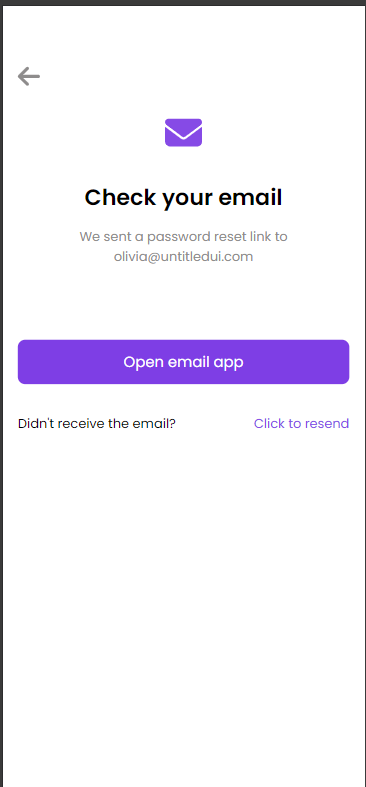 Check your email
We sent a password reset link to
olivia@untitledui.com
Open email app
Didn't receive the email? Click to resend